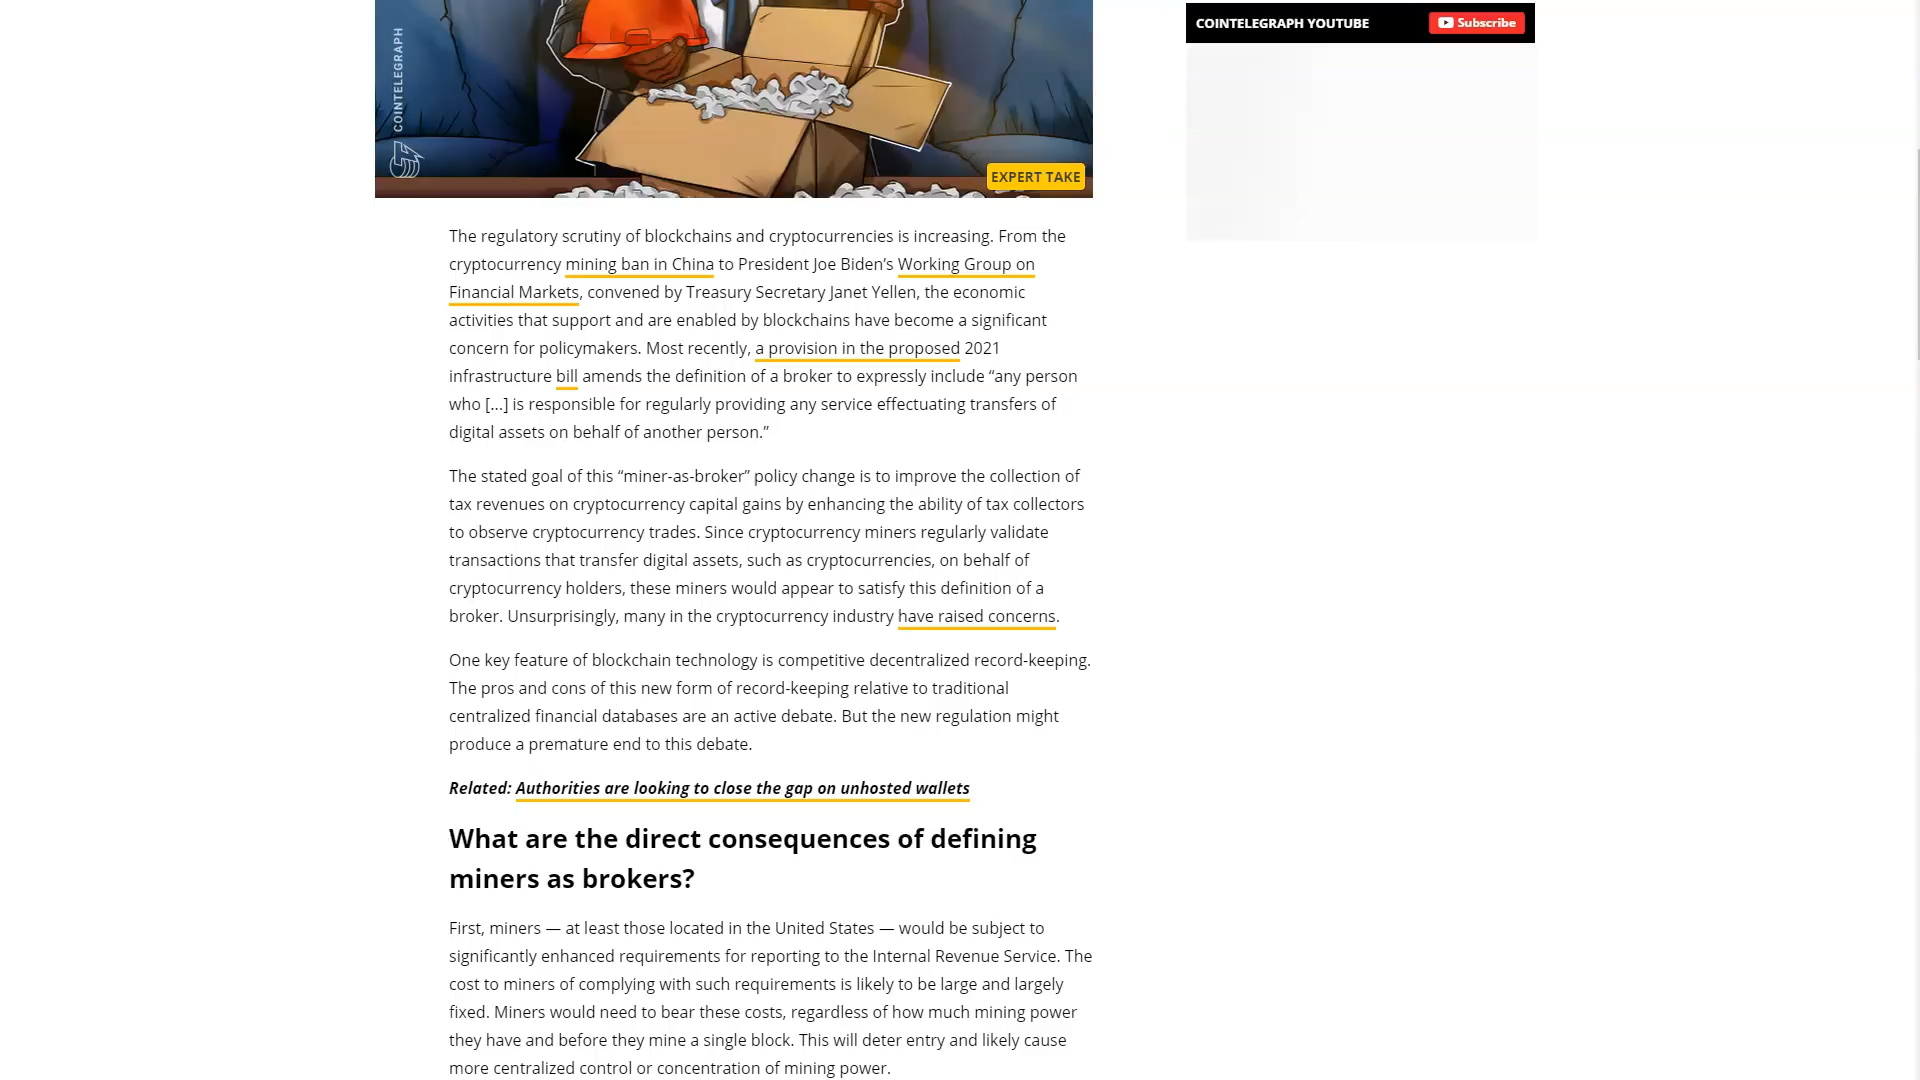 COINTELEGRAPH
EXPERT TAKE
COINTELEGRAPH YOUTUBE
Subscribe
The regulatory scrutiny of blockchains and cryptocurrencies is increasing. From the
cryptocurrency mining ban in China to President Joe Biden’s Working Group on
Financial Markets, convened by Treasury Secretary Janet Yellen, the economic
activities that support and are enabled by blockchains have become a significant
concern for policymakers. Most recently, a provision in the proposed 2021
infrastructure bill amends the definition of a broker to expressly include “any person
who [...] is responsible for regularly providing any service effectuating transfers of
digital assets on behalf of another person.”
The stated goal of this “miner-as-broker” policy change is to improve the collection of
tax revenues on cryptocurrency capital gains by enhancing the ability of tax collectors
to observe cryptocurrency trades. Since cryptocurrency miners regularly validate
transactions that transfer digital assets, such as cryptocurrencies, on behalf of
cryptocurrency holders, these miners would appear to satisfy this definition of a
broker. Unsurprisingly, many in the cryptocurrency industry have raised concerns.
One key feature of blockchain technology is competitive decentralized record-keeping.
The pros and cons of this new form of record-keeping relative to traditional
centralized financial databases are an active debate. But the new regulation might
produce a premature end to this debate.
Related: Authorities are looking to close the gap on unhosted wallets
What are the direct consequences of defining
miners as brokers?
First, miners — at least those located in the United States — would be subject to
significantly enhanced requirements for reporting to the Internal Revenue Service. The
cost to miners of complying with such requirements is likely to be large and largely
fixed. Miners would need to bear these costs, regardless of how much mining power
they have and before they mine a single block. This will deter entry and likely cause
more centralized control or concentration of mining power.